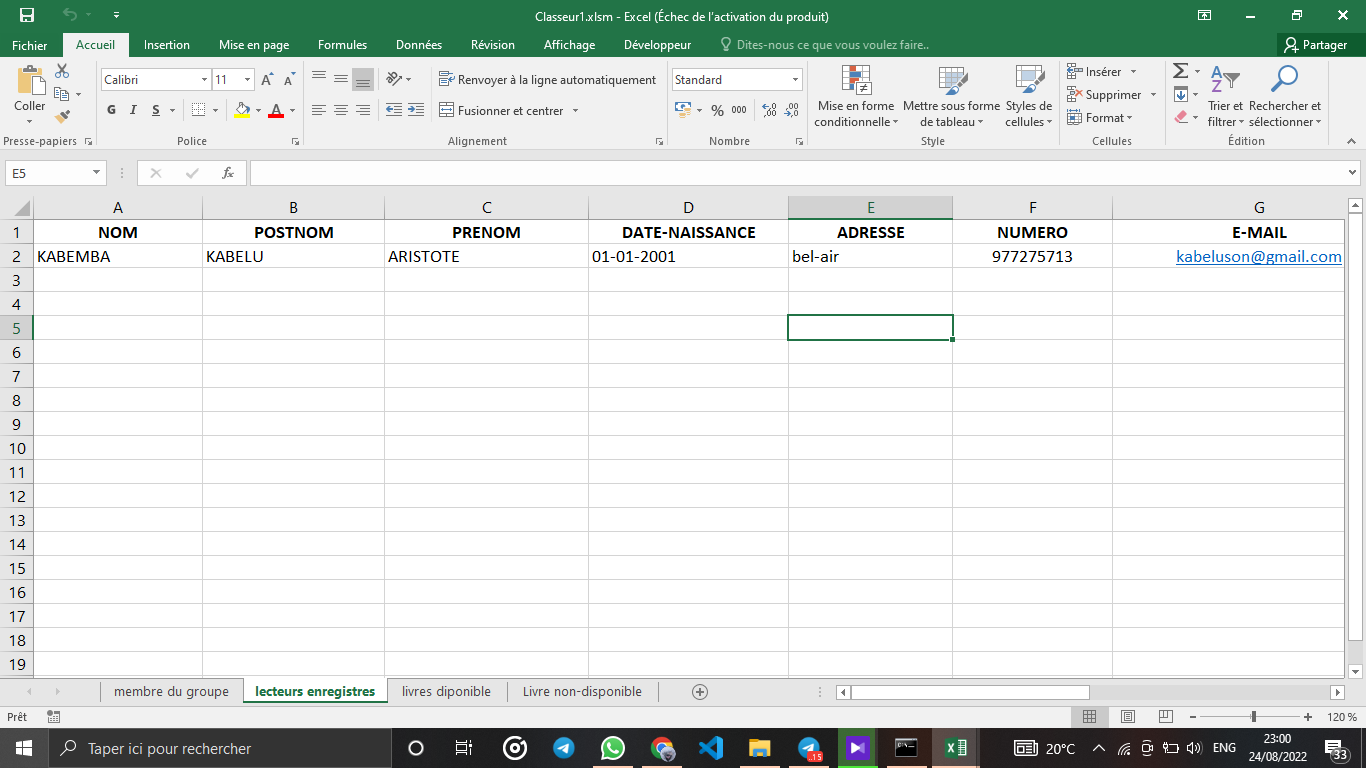 Classeur1.xlsm - Excel (Échec de l'activation du produit)
Fichier Accueil Insertion Mise en page Formules Données Révision Affichage Développeur Dites-nous ce que vous voulez faire.. Partager
Coller
Presse-papiers
Calibri 11
G I S
Police
Renvoyer à la ligne automatiquement
Fusionner et centrer
Alignement
Standard
% 000
Nombre
Mise en forme conditionnelle
Mettre sous forme de tableau
Styles de cellules
Style
Insérer
Supprimer
Format
Cellules
Trier et filtrer
Rechercher et sélectionner
Édition
E5 fx
A B C D E F G
1 NOM POSTNOM PRENOM DATE-NAISSANCE ADRESSE NUMERO E-MAIL
2 KABEMBA KABELU ARISTOTE 01-01-2001 bel-air 977275713 kabeluson@gmail.com
3
4
5
6
7
8
9
10
11
12
13
14
15
16
17
18
19
membre du groupe lecteurs enregistres livres diponible Livre non-disponible
Prêt 120 %
Taper ici pour rechercher 20°C ENG 23:00
24/08/2022 33